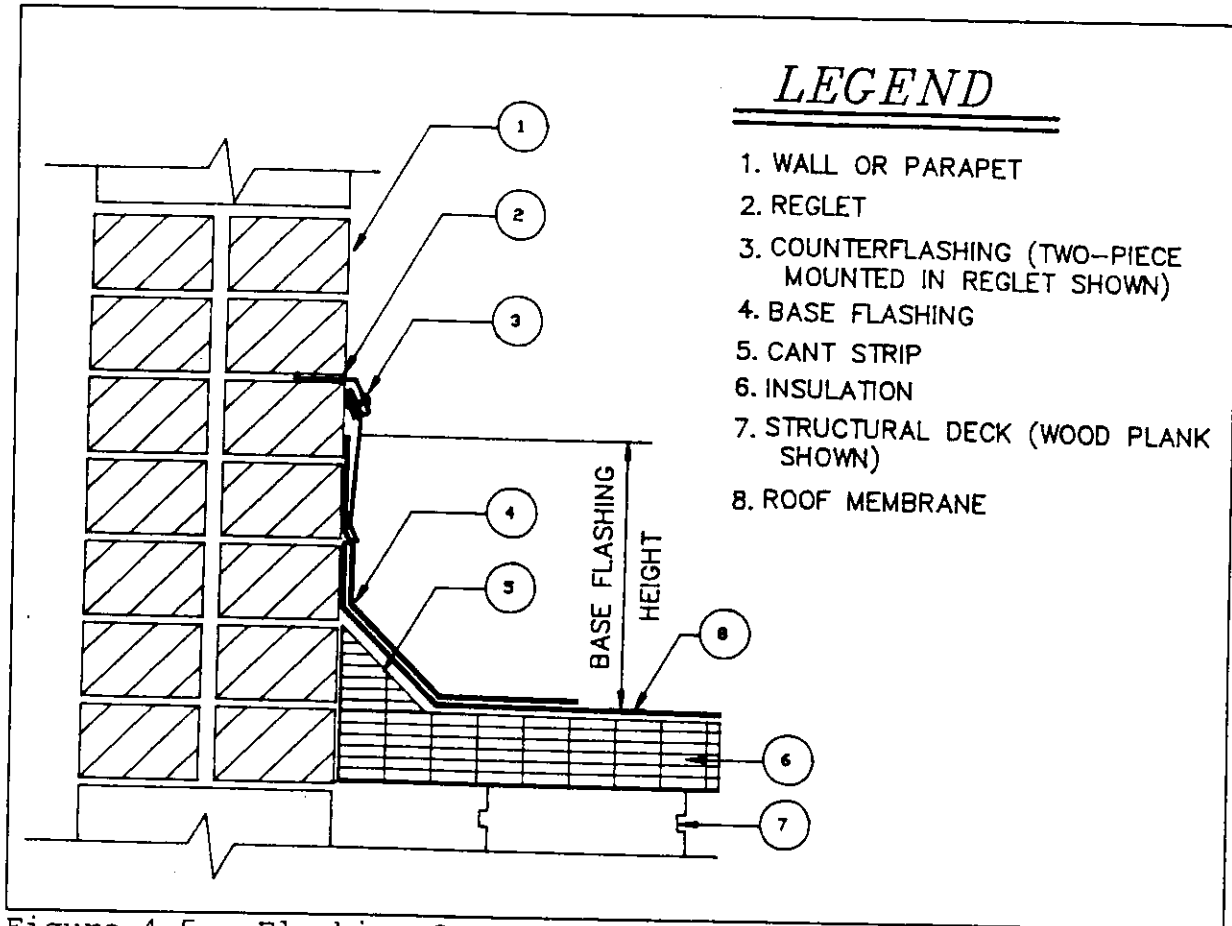 LEGEND
1. WALL OR PARAPET
2. REGLET
3. COUNTERFLASHING (TWO-PIECE
MOUNTED IN REGLET SHOWN)
4. BASE FLASHING
5. CANT STRIP
6. INSULATION
7. STRUCTURAL DECK (WOOD PLANK
SHOWN)
8. ROOF MEMBRANE
1
2
3
4
5
BASE FLASHING
HEIGHT
8
6
7
Figure 4-5